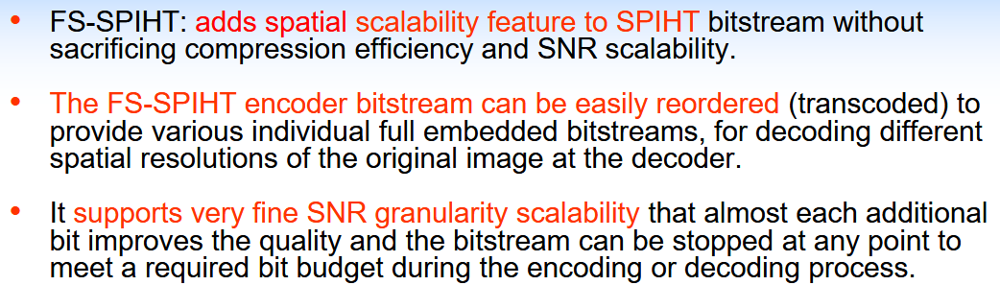 • FS-SPIHT: adds spatial scalability feature to SPIHT bitstream without
sacrificing compression efficiency and SNR scalability.
• The FS-SPIHT encoder bitstream can be easily reordered (transcoded) to
provide various individual full embedded bitstreams, for decoding different
spatial resolutions of the original image at the decoder.
• It supports very fine SNR granularity scalability that almost each additional
bit improves the quality and the bitstream can be stopped at any point to
meet a required bit budget during the encoding or decoding process.